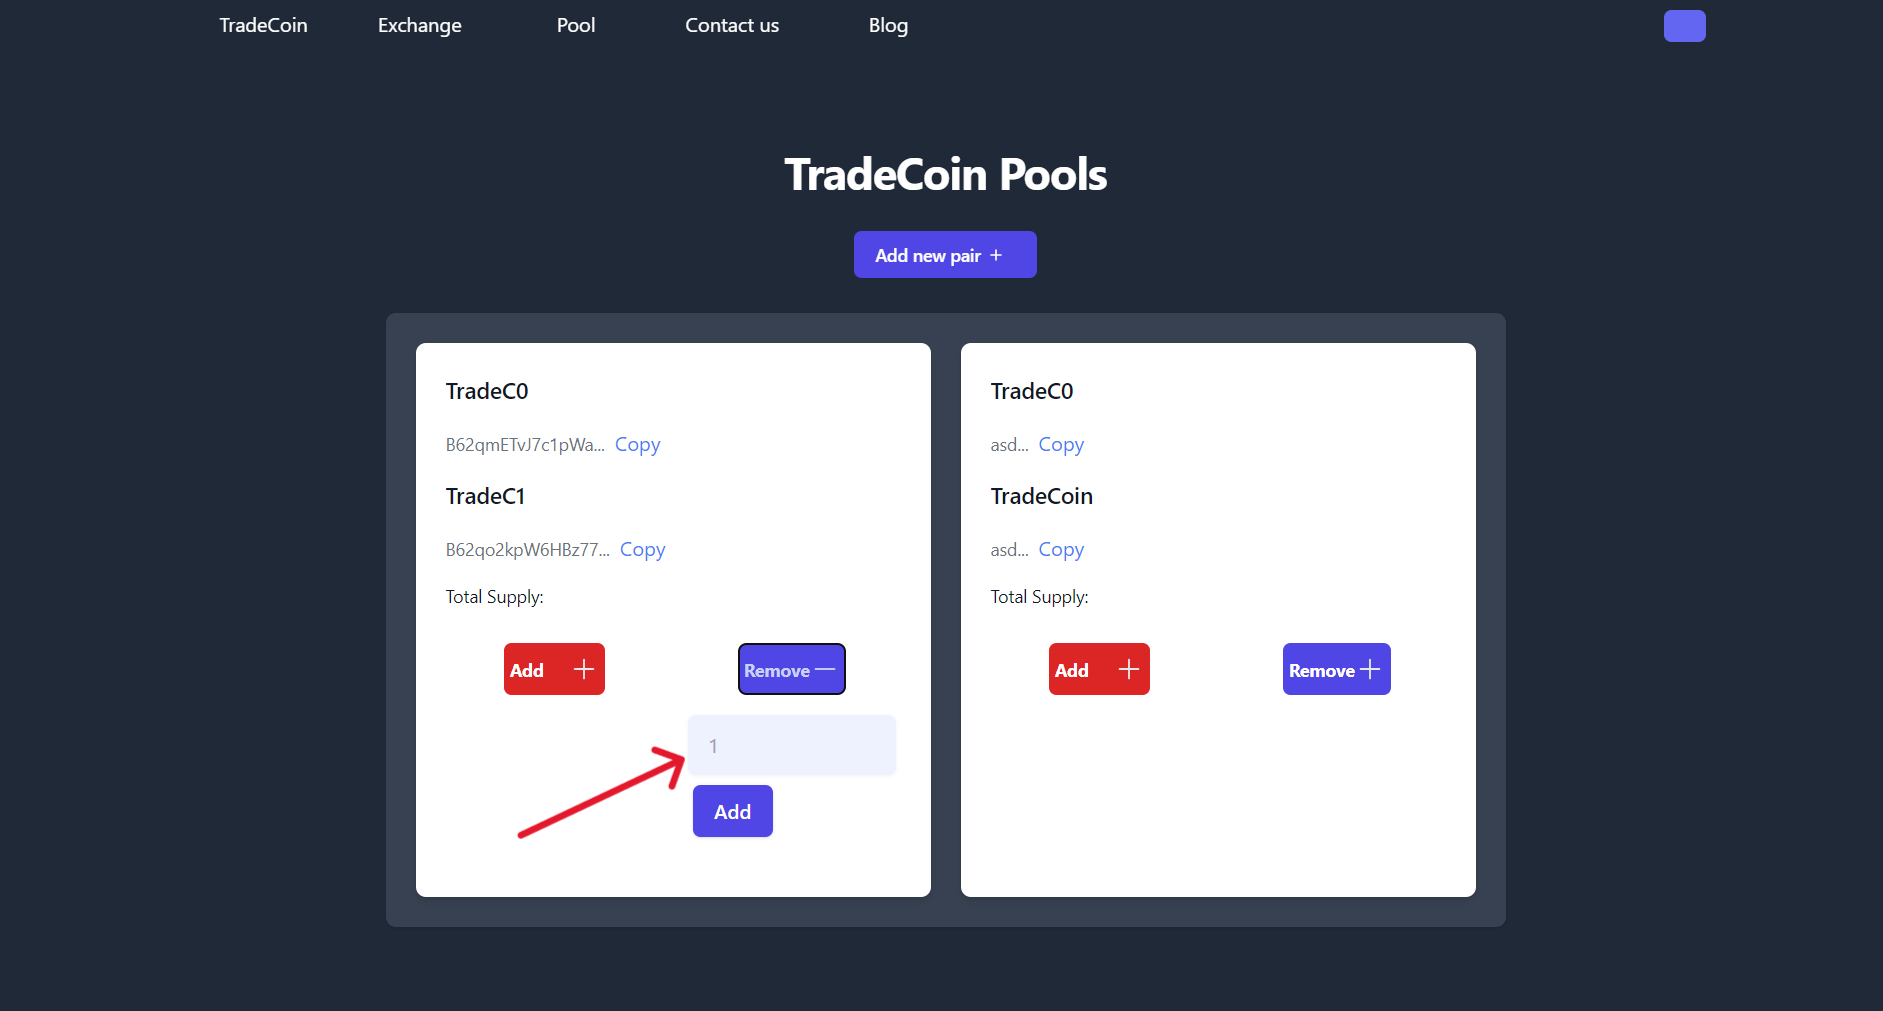 TradeCoin Exchange Pool Contact us Blog
TradeCoin Pools
Add new pair +
TradeC0
B62qmETvJ7c1pWa... Copy
TradeC1
B62qo2kpW6HBz77... Copy
Total Supply:
Add +
Remove —
1
Add
TradeC0
asd... Copy
TradeCoin
asd... Copy
Total Supply:
Add +
Remove +